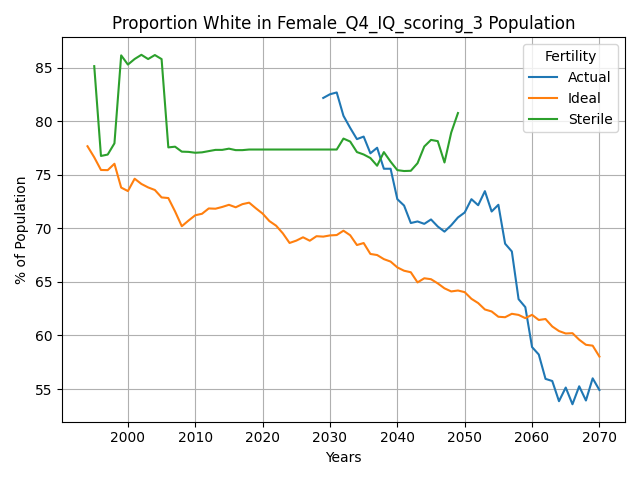 Proportion White in Female_Q4_IQ_scoring_3 Population
% of Population
85
80
75
70
65
60
55
Fertility
Actual
Ideal
Sterile
2000 2010 2020 2030 2040 2050 2060 2070
Years